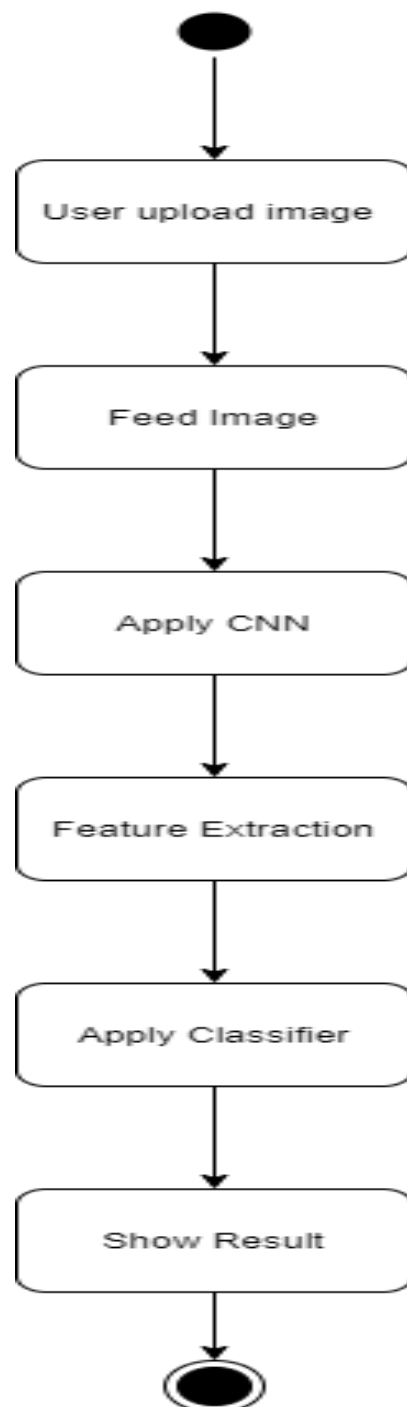 User upload image
Feed Image
Apply CNN
Feature Extraction
Apply Classifier
Show Result